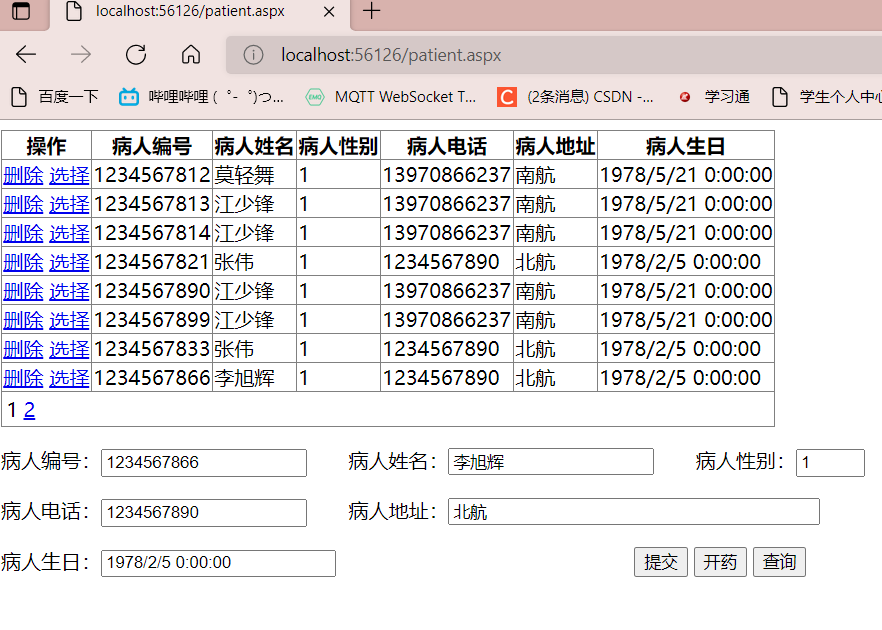 localhost:56126/patient.aspx
localhost:56126/patient.aspx
百度一下 哔哩哔哩 ( ゜- ゜)つ... MQTT WebSocket T... (2条消息) CSDN -... 学习通 学生个人中心
操作 病人编号 病人姓名 病人性别 病人电话 病人地址 病人生日
删除 选择 1234567812 莫轻舞 1 13970866237 南航 1978/5/21 0:00:00
删除 选择 1234567813 江少锋 1 13970866237 南航 1978/5/21 0:00:00
删除 选择 1234567814 江少锋 1 13970866237 南航 1978/5/21 0:00:00
删除 选择 1234567821 张伟 1 1234567890 北航 1978/2/5 0:00:00
删除 选择 1234567890 江少锋 1 13970866237 南航 1978/5/21 0:00:00
删除 选择 1234567899 江少锋 1 13970866237 南航 1978/5/21 0:00:00
删除 选择 1234567833 张伟 1 1234567890 北航 1978/2/5 0:00:00
删除 选择 1234567866 李旭辉 1 1234567890 北航 1978/2/5 0:00:00
1 2
病人编号: 1234567866 病人姓名: 李旭辉 病人性别: 1
病人电话: 1234567890 病人地址: 北航
病人生日: 1978/2/5 0:00:00 提交 开药 查询